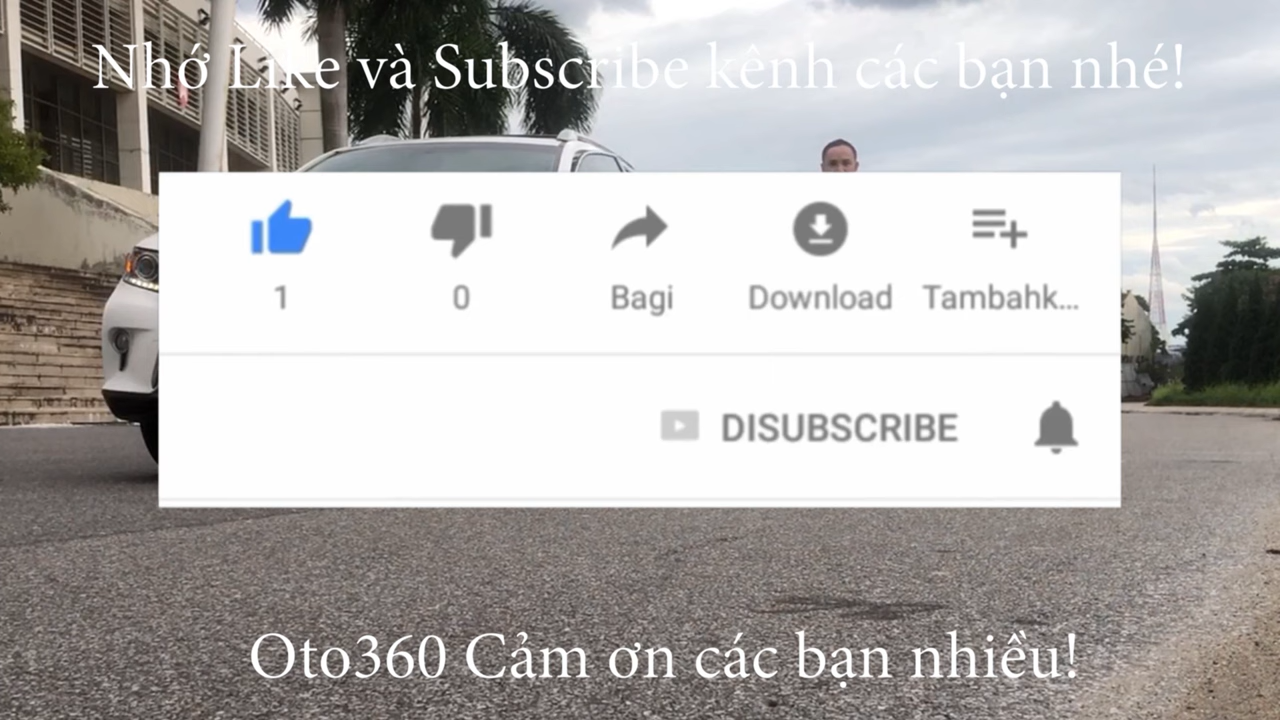 Nhớ Like và Subscribe kênh các bạn nhé!
1 0 Bagi Download Tambahk...
DISUBSCRIBE
Oto360 Cảm ơn các bạn nhiều!